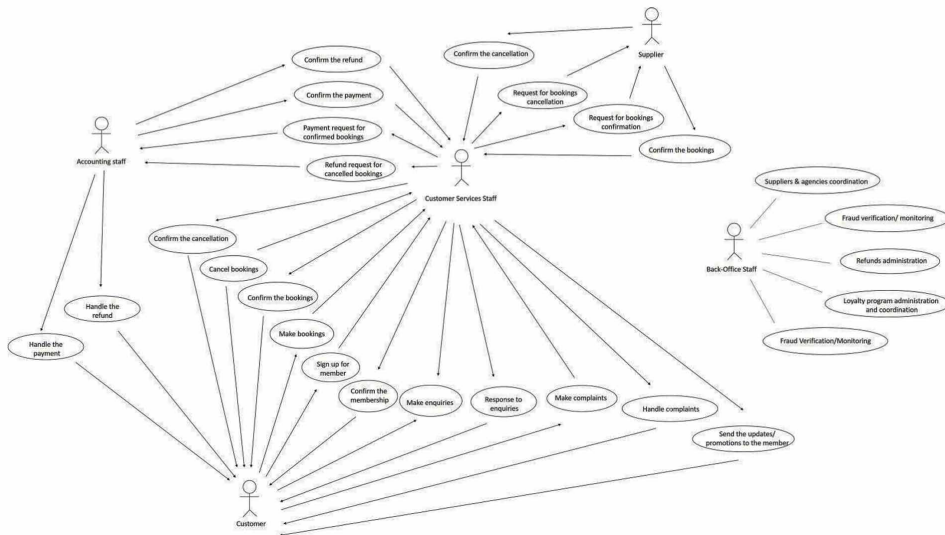 Supplier
Confirm the cancellation
Confirm the refund
Request for bookings
cancellation
Confirm the payment
Request for bookings
confirmation
Payment request for
confirmed bookings
Confirm the bookings
Accounting staff
Refund request for
cancelled bookings
Customer Services Staff
Suppliers & agencies coordination
Fraud verification/ monitoring
Confirm the cancellation
Back-Office Staff
Refunds administration
Cancel bookings
Confirm the bookings
Loyalty program administration
and coordination
Handle the
refund
Make bookings
Fraud Verification/Monitoring
Handle the
payment
Sign up for
member
Confirm the
membership
Make enquiries
Response to
enquiries
Make complaints
Handle complaints
Send the updates/
promotions to the member
Customer